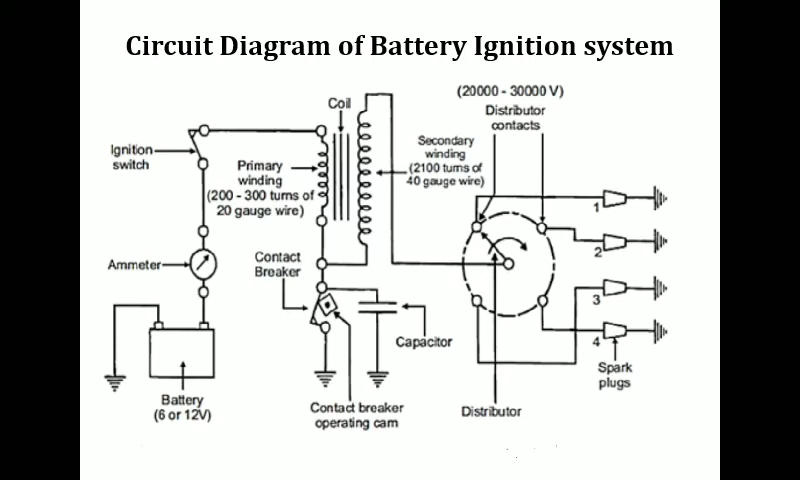 Circuit Diagram of Battery Ignition system
(20000 - 30000 V)
Distributor
contacts
Coil
Ignition
switch
Primary
winding
(200 - 300 turns of
20 gauge wire)
Secondary
winding
(2100 turns of
40 gauge wire)
1
2
3
4
Ammeter
Contact
Breaker
Capacitor
Spark
plugs
Battery
(6 or 12V)
Contact breaker
operating cam
Distributor